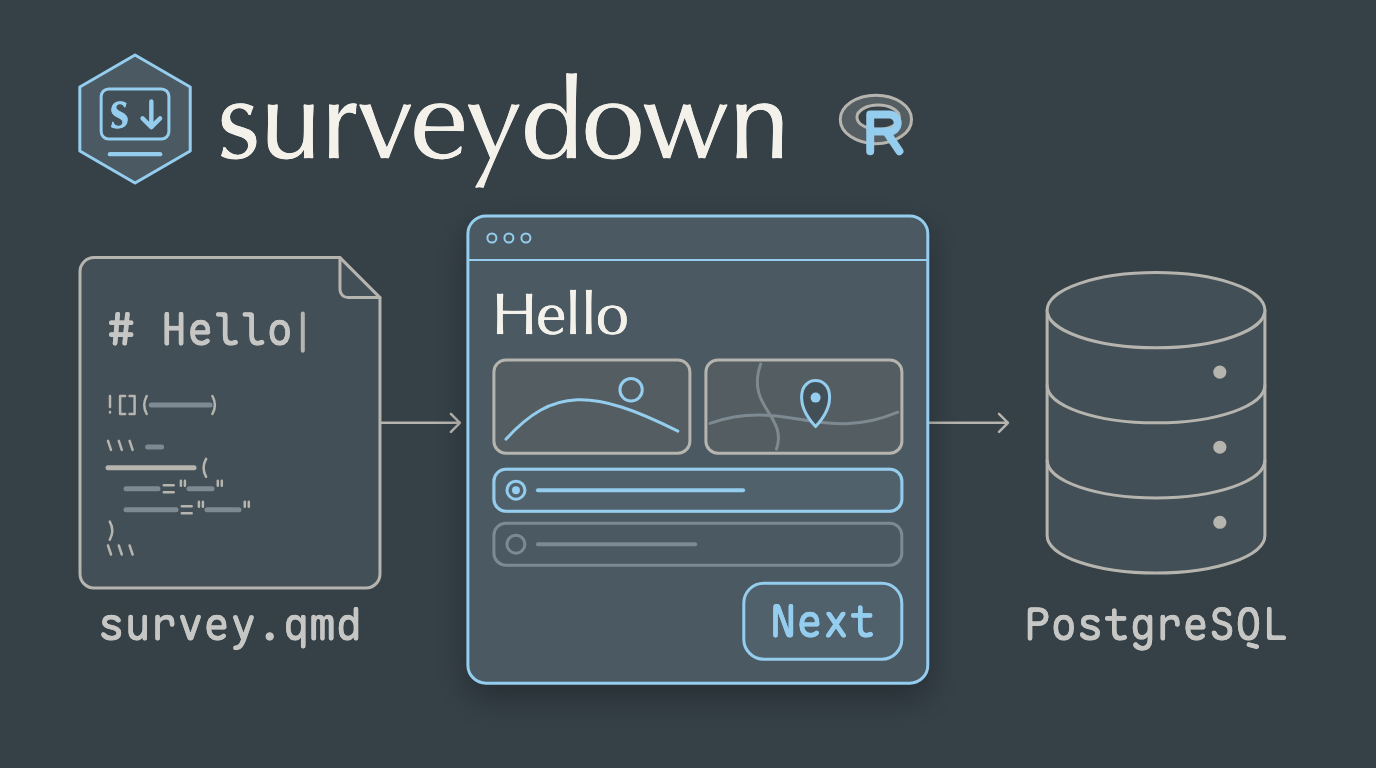 S
surveydown
R
# Hello|
![](
)
\\\
(
="
"
="
"
)
\\\
survey.qmd
Hello
Next
PostgreSQL